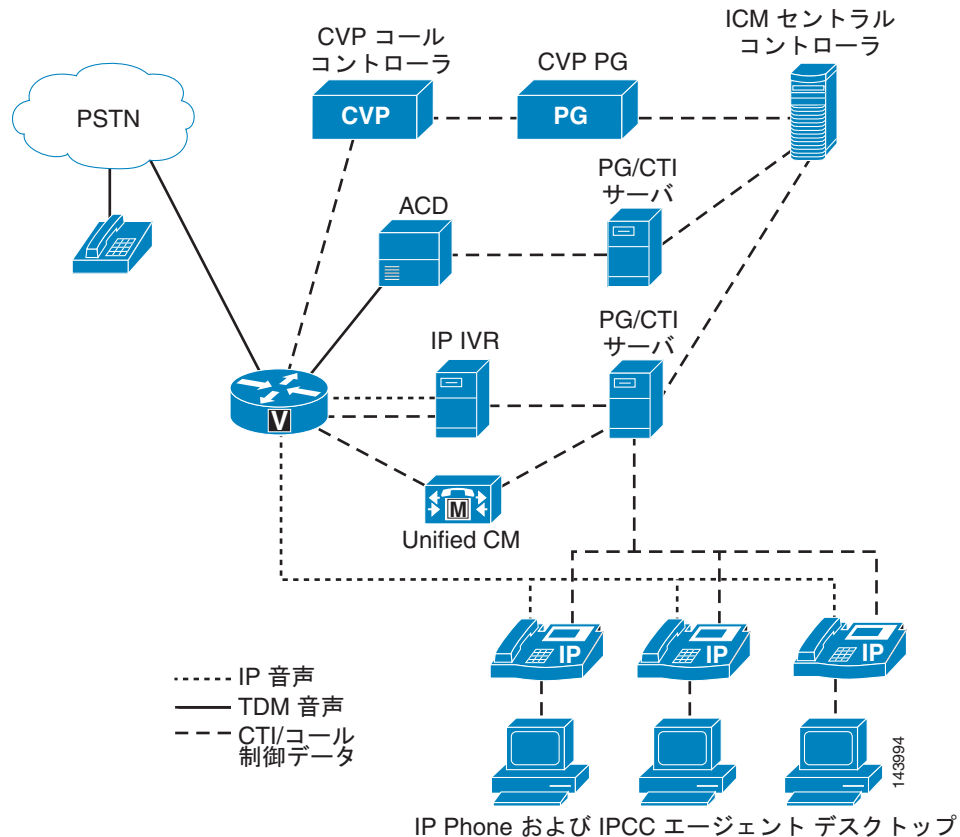 ICM セントラル
コントローラ
CVP コール
コントローラ
CVP PG
PSTN
CVP
PG
PG/CTI
サーバ
ACD
PG/CTI
サーバ
IP IVR
V
M
Unified CM
IP
IP
IP
IP 音声
TDM 音声
CTI/コール
制御データ
143994
IP Phone および IPCC エージェント デスクトップ